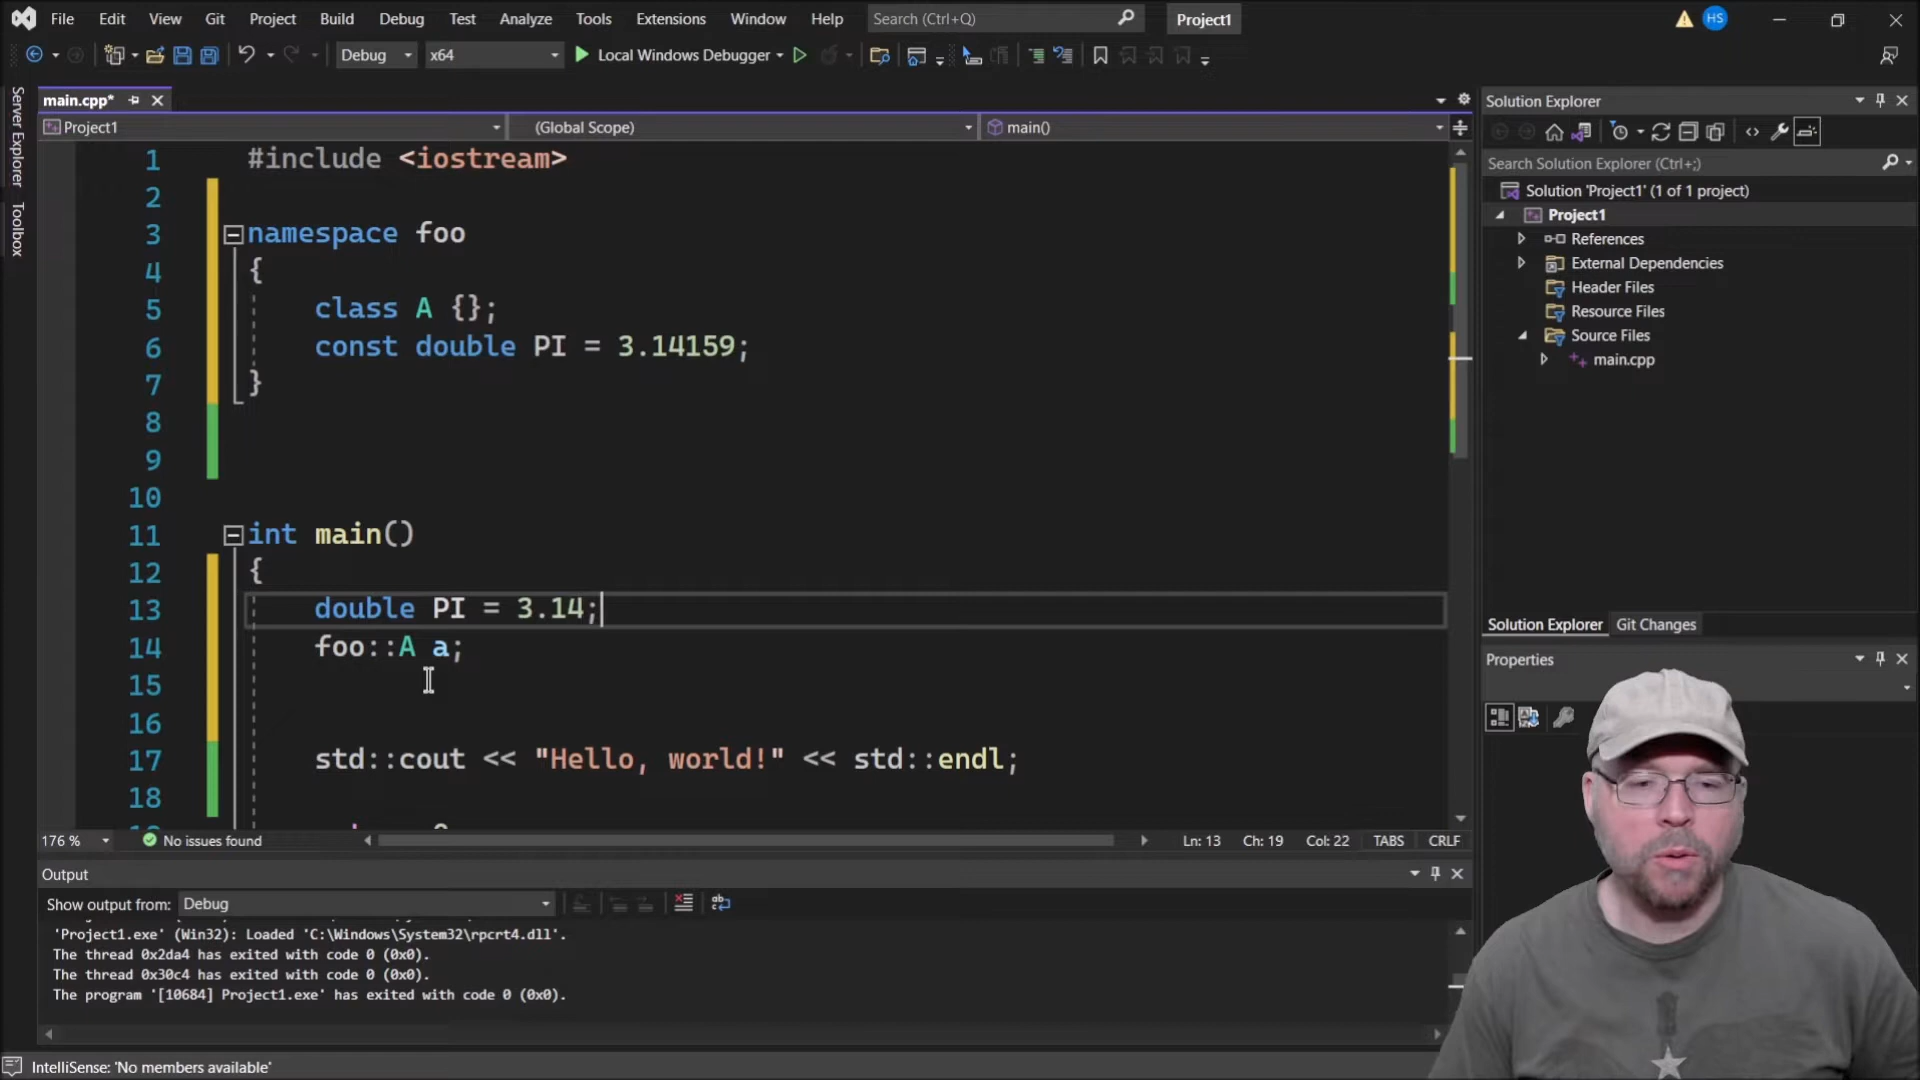 File Edit View Git Project Build Debug Test Analyze Tools Extensions Window Help Search (Ctrl+Q) Project1 HS
Debug x64 Local Windows Debugger
Server Explorer
Toolbox
main.cpp*
Project1 (Global Scope) main()
1 #include <iostream>
2
3 namespace foo
4 {
5 class A {};
6 const double PI = 3.14159;
7 }
8
9
10
11 int main()
12 {
13 double PI = 3.14;
14 foo::A a;
15
16
17 std::cout << "Hello, world!" << std::endl;
18
176 % No issues found Ln: 13 Ch: 19 Col: 22 TABS CRLF
Output
Show output from: Debug
'Project1.exe' (Win32): Loaded 'C:\Windows\System32\rpcrt4.dll'.
The thread 0x2da4 has exited with code 0 (0x0).
The thread 0x30c4 has exited with code 0 (0x0).
The program '[10684] Project1.exe' has exited with code 0 (0x0).
IntelliSense: 'No members available'
Solution Explorer
Search Solution Explorer (Ctrl+;)
Solution 'Project1' (1 of 1 project)
Project1
References
External Dependencies
Header Files
Resource Files
Source Files
main.cpp
Solution Explorer Git Changes
Properties